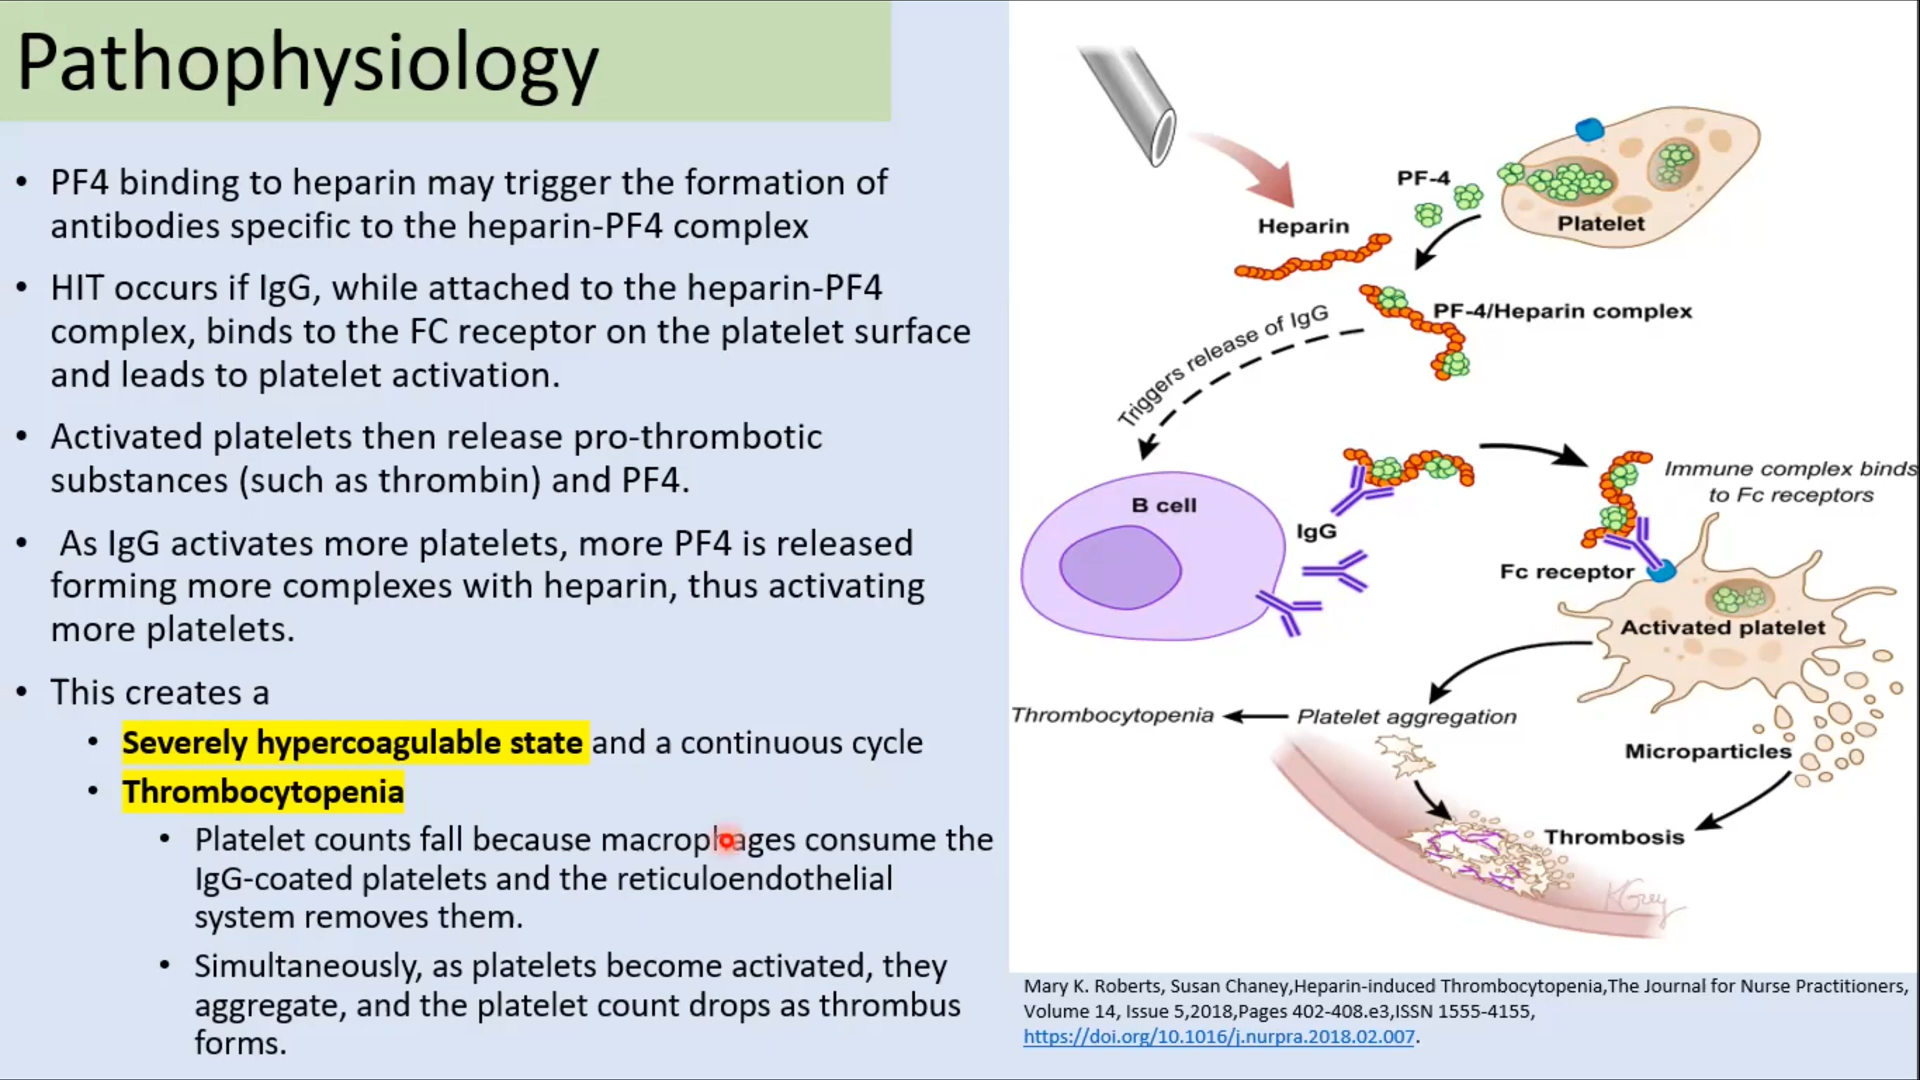 Pathophysiology
• PF4 binding to heparin may trigger the formation of
antibodies specific to the heparin-PF4 complex
• HIT occurs if IgG, while attached to the heparin-PF4
complex, binds to the FC receptor on the platelet surface
and leads to platelet activation.
• Activated platelets then release pro-thrombotic
substances (such as thrombin) and PF4.
• As IgG activates more platelets, more PF4 is released
forming more complexes with heparin, thus activating
more platelets.
• This creates a
• Severely hypercoagulable state and a continuous cycle
• Thrombocytopenia
• Platelet counts fall because macrophages consume the
IgG-coated platelets and the reticuloendothelial
system removes them.
• Simultaneously, as platelets become activated, they
aggregate, and the platelet count drops as thrombus
forms.
PF-4
Platelet
Heparin
PF-4/Heparin complex
Triggers release of IgG
B cell
IgG
Immune complex binds
to Fc receptors
Fc receptor
Activated platelet
Thrombocytopenia
Platelet aggregation
Microparticles
Thrombosis
KGrey
Mary K. Roberts, Susan Chaney,Heparin-induced Thrombocytopenia,The Journal for Nurse Practitioners,
Volume 14, Issue 5,2018,Pages 402-408.e3,ISSN 1555-4155,
https://doi.org/10.1016/j.nurpra.2018.02.007.